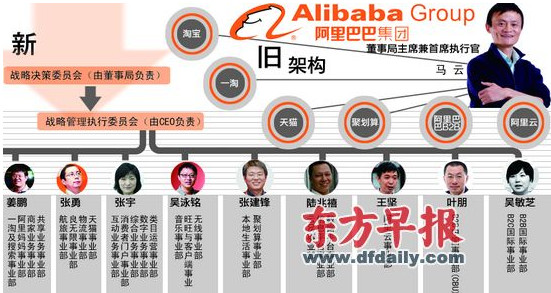 Alibaba Group
阿里巴巴集团
董事局主席兼首席执行官
马云
新
战略决策委员会（由董事局负责）
战略管理执行委员会（由CEO负责）
旧架构
淘宝
一淘
天猫
聚划算
阿里巴
巴B2B
阿里云
姜鹏
共享业务事业部
商家业务事业部
阿里妈妈事业部
一淘及搜索事业部
张勇
天猫事业部
物流事业部
良无限事业部
航旅事业部
张宇
类目运营事业部
数字业务事业部
综合业务事业部
消费者门户事业部
互动业务事业部
吴泳铭
无线事业部
旺旺与客户端事业
音乐事业部
张建锋
聚划算事业部
本地生活事业部
陆兆禧
王坚
叶朋
吴敏芝
B2B国际事业部
B2C国际事业部
东方早报
www.dfdaily.com